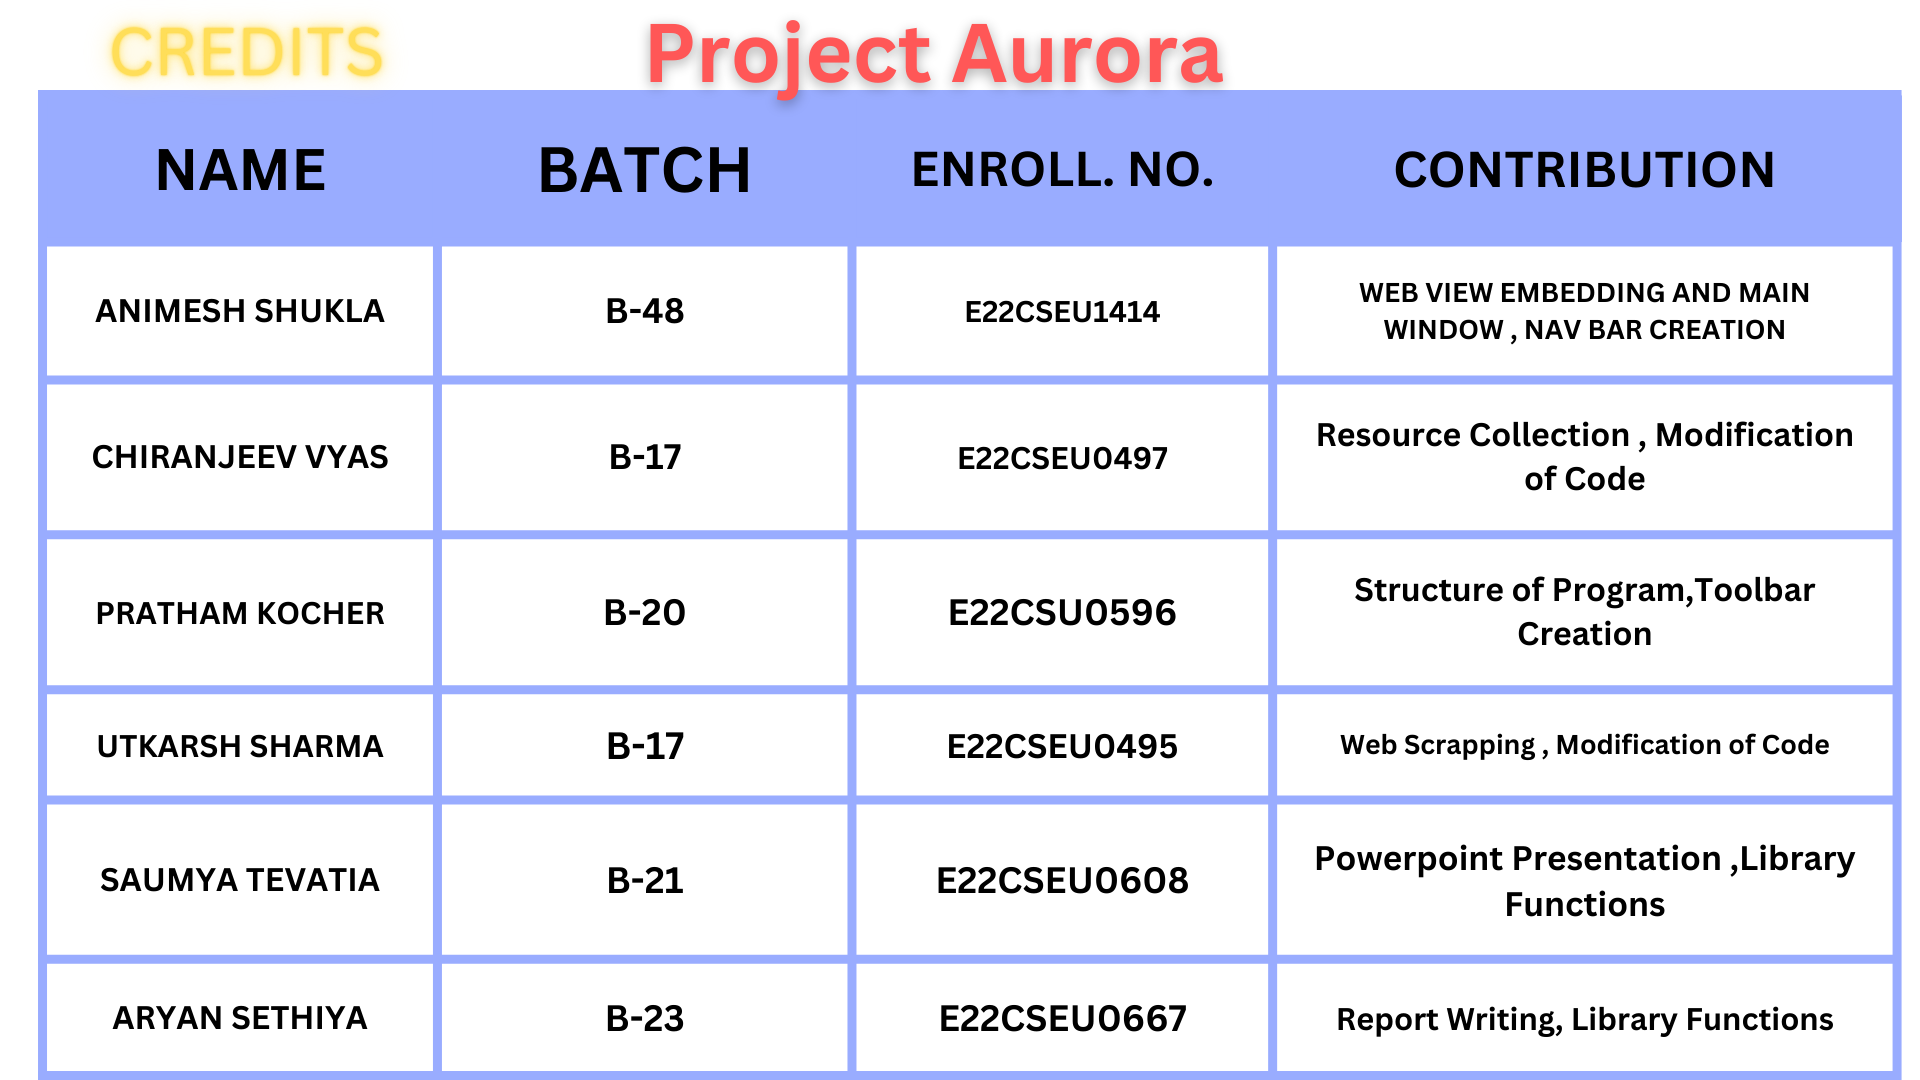 CREDITS
Project Aurora
NAME
BATCH
ENROLL. NO.
CONTRIBUTION
ANIMESH SHUKLA
B-48
E22CSEU1414
WEB VIEW EMBEDDING AND MAIN
WINDOW , NAV BAR CREATION
CHIRANJEEV VYAS
B-17
E22CSEU0497
Resource Collection , Modification
of Code
PRATHAM KOCHER
B-20
E22CSU0596
Structure of Program,Toolbar
Creation
UTKARSH SHARMA
B-17
E22CSEU0495
Web Scrapping , Modification of Code
SAUMYA TEVATIA
B-21
E22CSEU0608
Powerpoint Presentation ,Library
Functions
ARYAN SETHIYA
B-23
E22CSEU0667
Report Writing, Library Functions